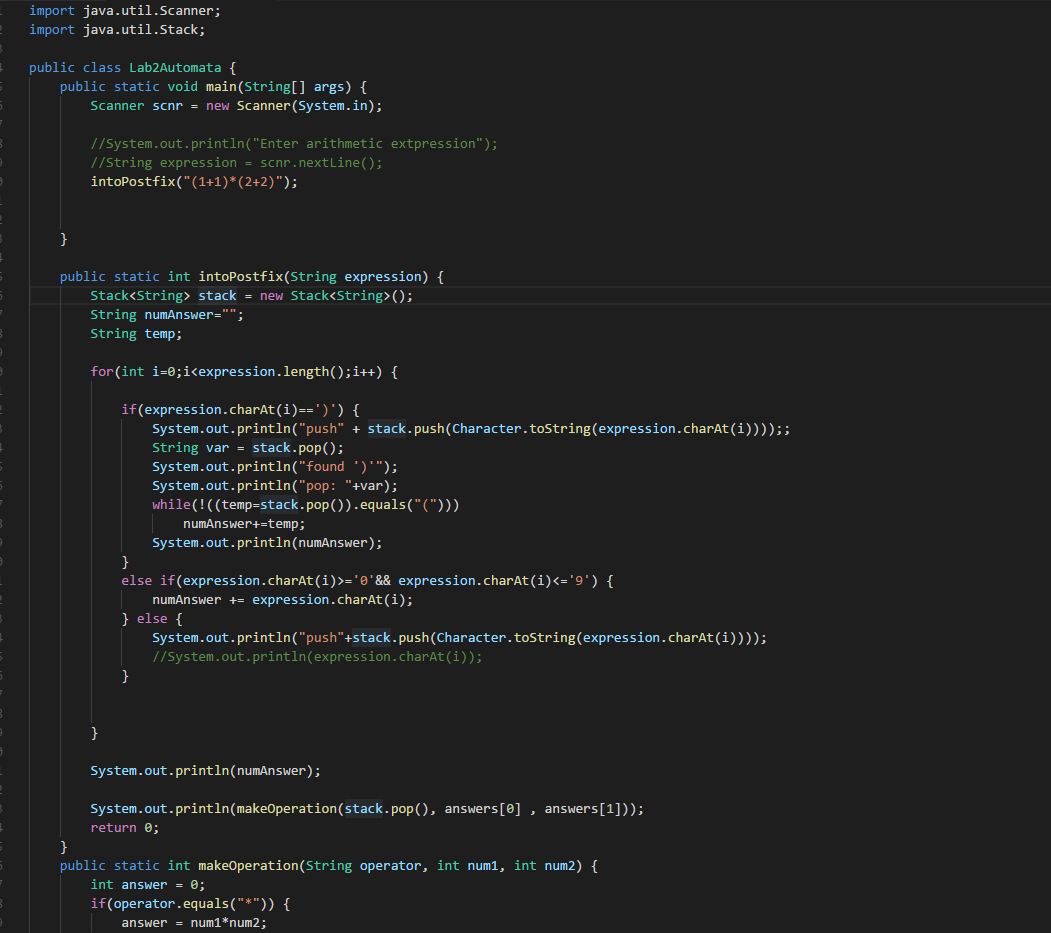 import java.util.Scanner;
import java.util.Stack;
public class Lab2Automata {
public static void main(String[] args) {
Scanner scnr = new Scanner(System.in);
//System.out.println("Enter arithmetic extpression");
//String expression = scnr.nextLine();
intoPostfix("(1+1)*(2+2)");
}
public static int intoPostfix(String expression) {
Stack<String> stack = new Stack<String>();
String numAnswer="";
String temp;
for(int i=0;i<expression.length();i++) {
if(expression.charAt(i)==')') {
System.out.println("push" + stack.push(Character.toString(expression.charAt(i))));;
String var = stack.pop();
System.out.println("found ')'");
System.out.println("pop: "+var);
while(!((temp=stack.pop()).equals("(")))
numAnswer+=temp;
System.out.println(numAnswer);
}
else if(expression.charAt(i)>='0'&& expression.charAt(i)<='9') {
numAnswer += expression.charAt(i);
} else {
System.out.println("push"+stack.push(Character.toString(expression.charAt(i))));
//System.out.println(expression.charAt(i));
}
}
System.out.println(numAnswer);
System.out.println(makeOperation(stack.pop(), answers[0] , answers[1]));
return 0;
}
public static int makeOperation(String operator, int num1, int num2) {
int answer = 0;
if(operator.equals("*")) {
answer = num1*num2;